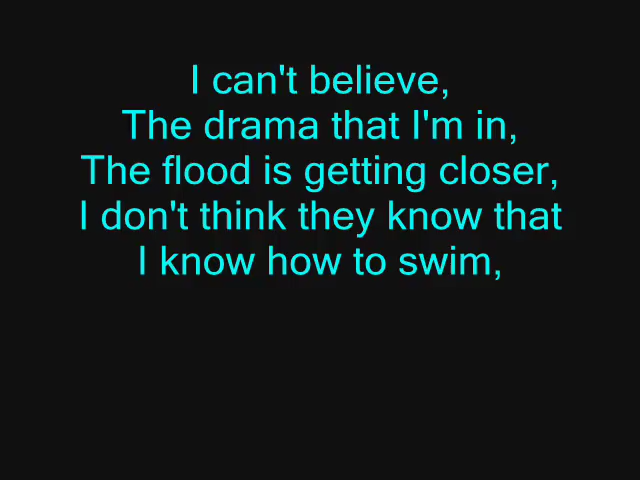 I can't believe,
The drama that I'm in,
The flood is getting closer,
I don't think they know that
I know how to swim,